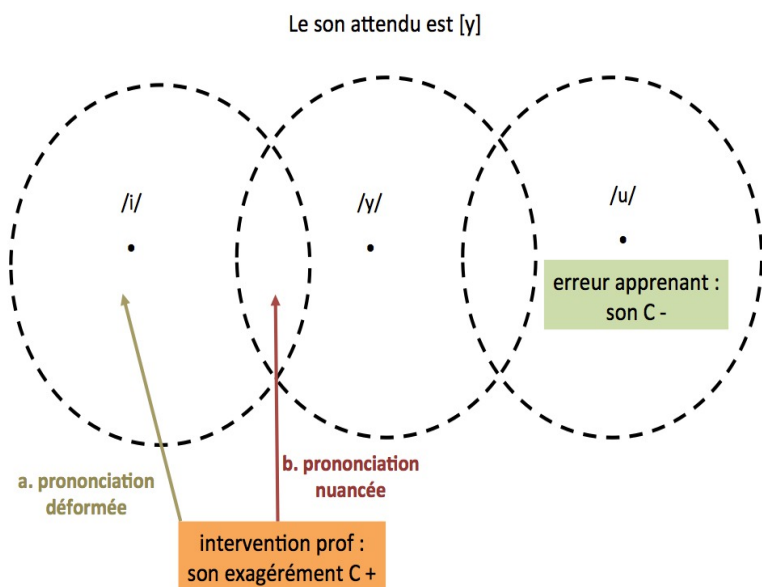 Le son attendu est [y]
/i/
/y/
/u/
erreur apprenant :
son C -
a. prononciation
déformée
b. prononciation
nuancée
intervention prof :
son exagérément C +